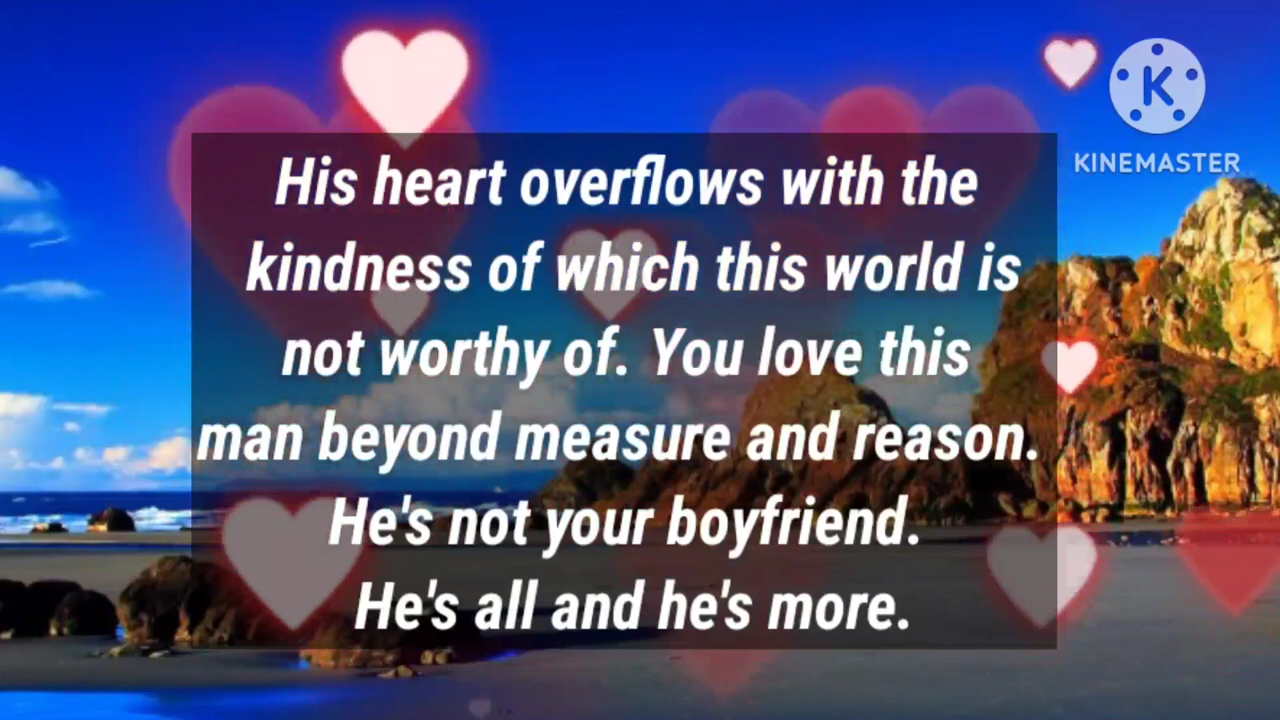 KINEMASTER
His heart overflows with the
kindness of which this world is
not worthy of. You love this
man beyond measure and reason.
He's not your boyfriend.
He's all and he's more.